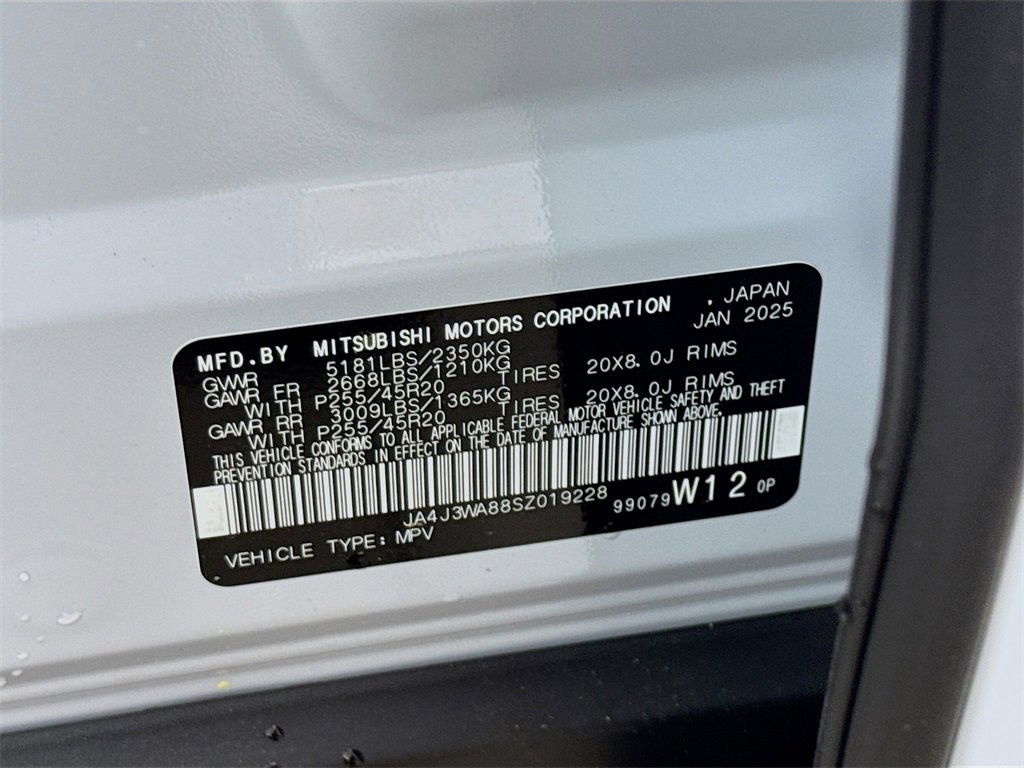 MFD.BY MITSUBISHI MOTORS CORPORATION . JAPAN
JAN 2025
GVWR 5181LBS/2350KG
GAWR FR 2668LBS/1210KG
WITH P255/45R20 TIRES 20X8.0J RIMS
GAWR RR 3009LBS/1365KG
WITH P255/45R20 TIRES 20X8.0J RIMS
THIS VEHICLE CONFORMS TO ALL APPLICABLE FEDERAL MOTOR VEHICLE SAFETY AND THEFT
PREVENTION STANDARDS IN EFFECT ON THE DATE OF MANUFACTURE SHOWN ABOVE.
JA4J3WA88SZ019228
99079 W12 0P
VEHICLE TYPE: MPV